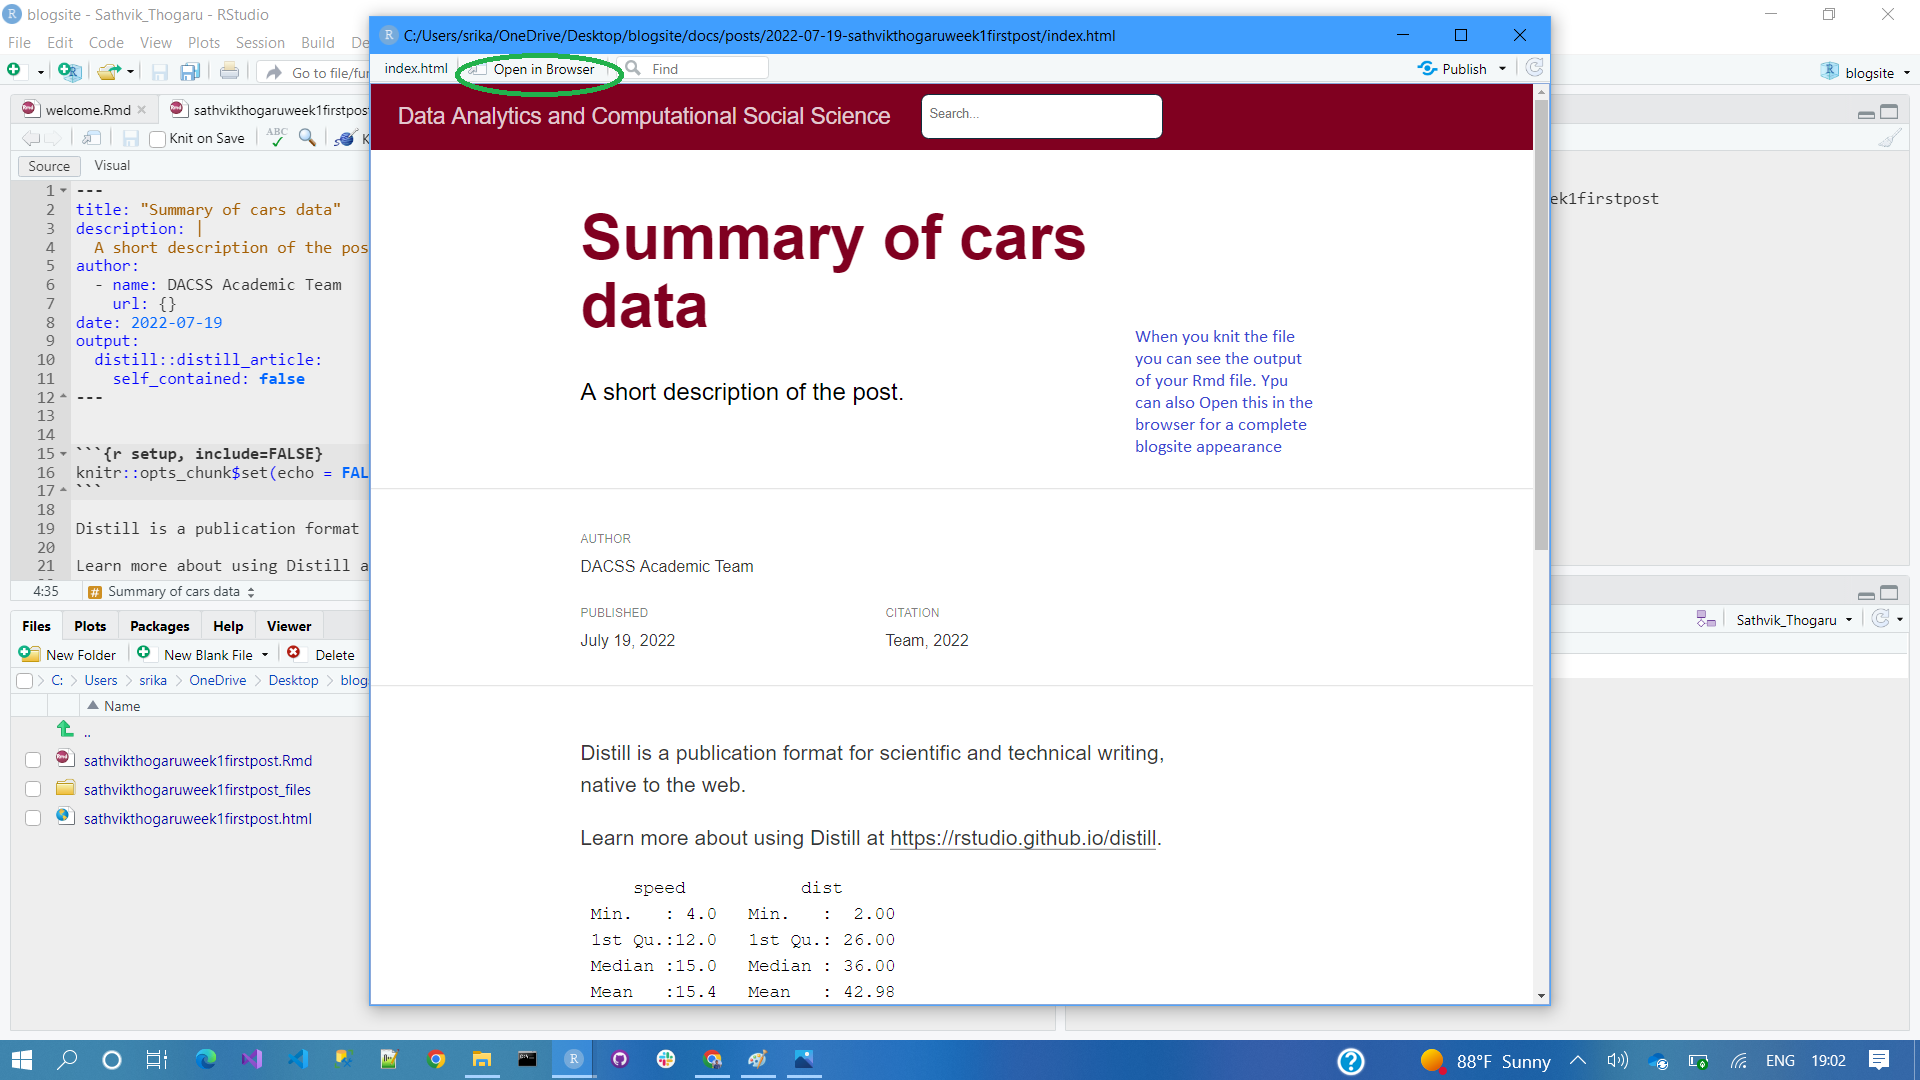 blogsite - Sathvik_Thogaru - RStudio
File Edit Code View Plots Session Build De
Go to file/fun
blogsite
welcome.Rmd
sathvikthogaruweek1firstpost
Knit on Save
ABC
K
Source Visual
1 ---
2 title: "Summary of cars data"
3 description: |
4 A short description of the pos
5 author:
6 - name: DACSS Academic Team
7 url: {}
8 date: 2022-07-19
9 output:
10 distill::distill_article:
11 self_contained: false
12 ---
13
14
15 ```{r setup, include=FALSE}
16 knitr::opts_chunk$set(echo = FAL
17 ```
18
19 Distill is a publication format
20
21 Learn more about using Distill a
4:35 Summary of cars data
Files Plots Packages Help Viewer
New Folder New Blank File Delete
C: Users srika OneDrive Desktop blogs
Name
..
sathvikthogaruweek1firstpost.Rmd
sathvikthogaruweek1firstpost_files
sathvikthogaruweek1firstpost.html
C:/Users/srika/OneDrive/Desktop/blogsite/docs/posts/2022-07-19-sathvikthogaruweek1firstpost/index.html
index.html Open in Browser Find Publish
Data Analytics and Computational Social Science Search...
Summary of cars
data
A short description of the post.
When you knit the file
you can see the output
of your Rmd file. Ypu
can also Open this in the
browser for a complete
blogsite appearance
AUTHOR
DACSS Academic Team
PUBLISHED CITATION
July 19, 2022 Team, 2022
Distill is a publication format for scientific and technical writing,
native to the web.
Learn more about using Distill at https://rstudio.github.io/distill.
speed dist
Min. : 4.0 Min. : 2.00
1st Qu.:12.0 1st Qu.: 26.00
Median :15.0 Median : 36.00
Mean :15.4 Mean : 42.98
ek1firstpost
Sathvik_Thogaru
88°F Sunny ENG 19:02